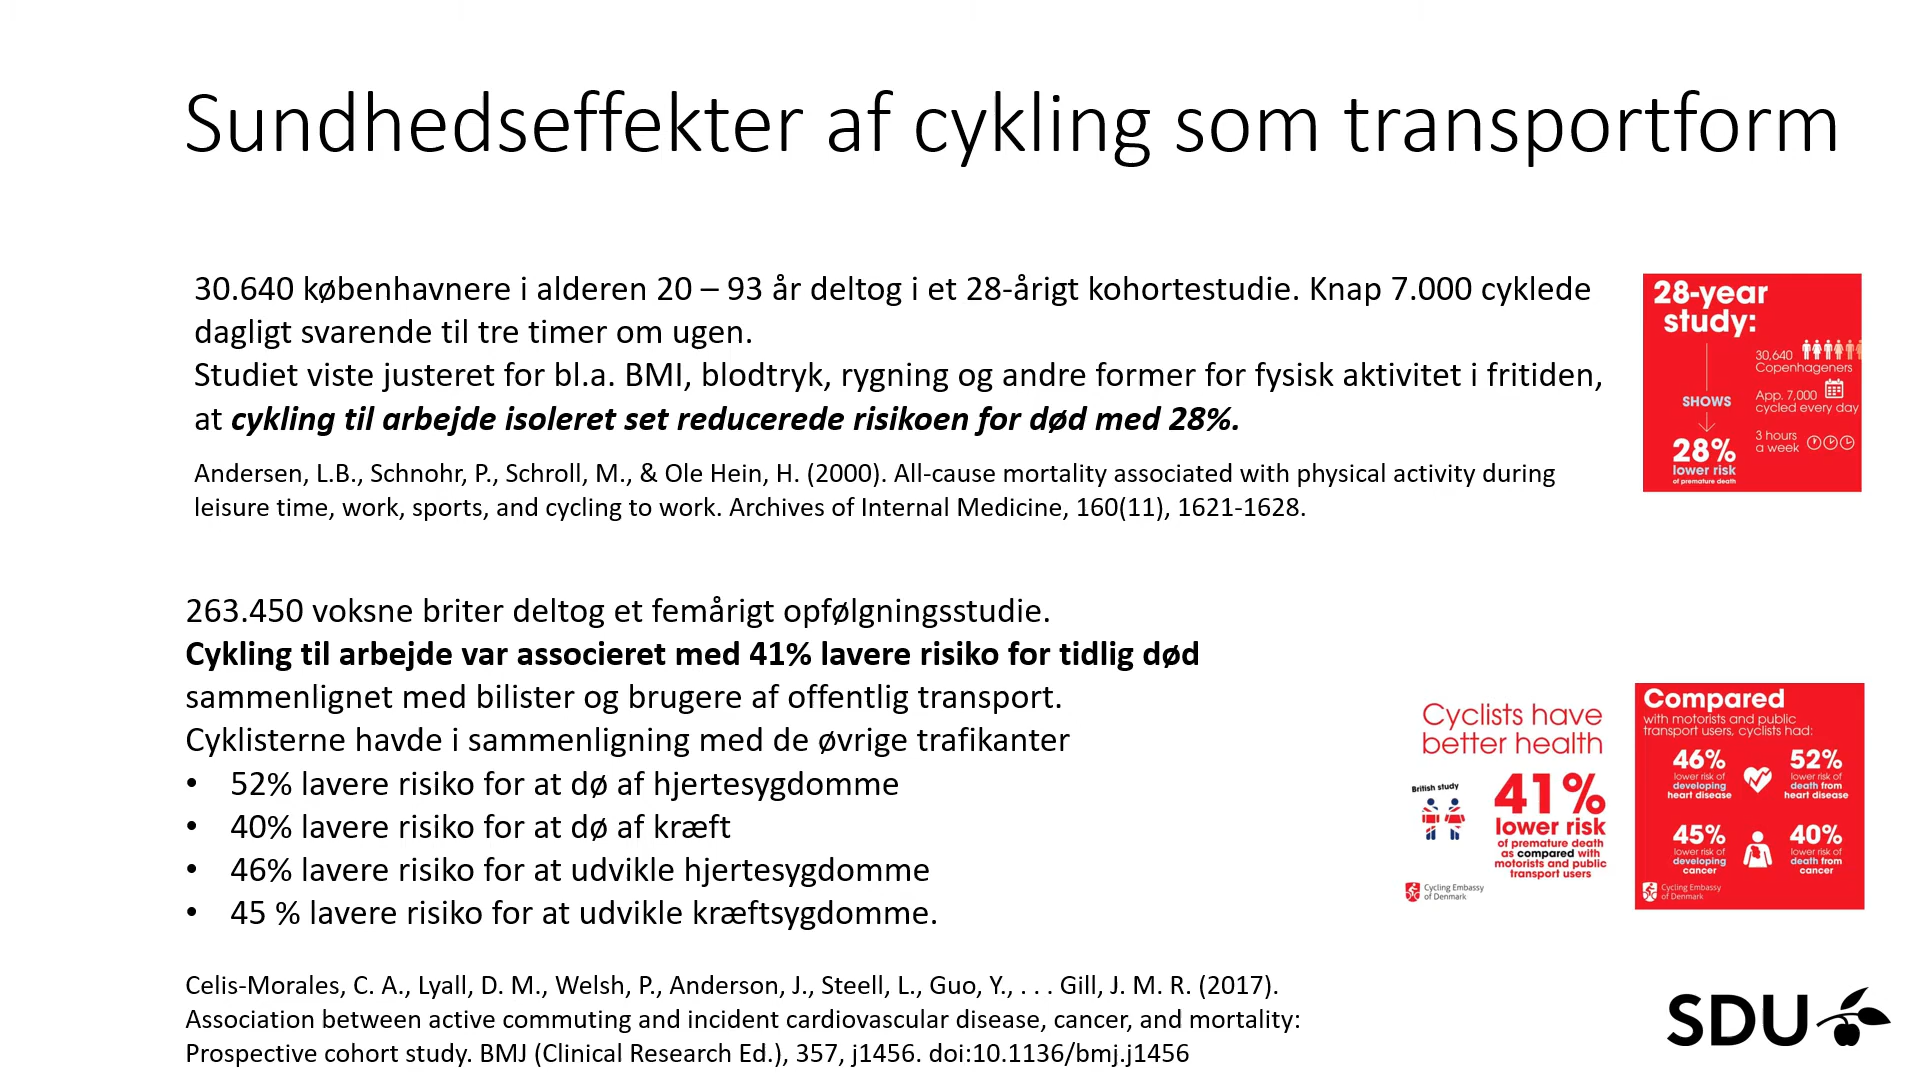 Sundhedseffekter af cykling som transportform
30.640 københavnere i alderen 20 – 93 år deltog i et 28-årigt kohortestudie. Knap 7.000 cyklede
dagligt svarende til tre timer om ugen.
Studiet viste justeret for bl.a. BMI, blodtryk, rygning og andre former for fysisk aktivitet i fritiden,
at cykling til arbejde isoleret set reducerede risikoen for død med 28%.
Andersen, L.B., Schnohr, P., Schroll, M., & Ole Hein, H. (2000). All-cause mortality associated with physical activity during
leisure time, work, sports, and cycling to work. Archives of Internal Medicine, 160(11), 1621-1628.
28-year
study:
30,640
Copenhageners
SHOWS
App. 7,000
cycled every day
3 hours
a week
28%
lower risk
of premature death
263.450 voksne briter deltog et femårigt opfølgningsstudie.
Cykling til arbejde var associeret med 41% lavere risiko for tidlig død
sammenlignet med bilister og brugere af offentlig transport.
Cyklisterne havde i sammenligning med de øvrige trafikanter
• 52% lavere risiko for at dø af hjertesygdomme
• 40% lavere risiko for at dø af kræft
• 46% lavere risiko for at udvikle hjertesygdomme
• 45 % lavere risiko for at udvikle kræftsygdomme.
Cyclists have
better health
British study
41%
lower risk
of premature death
as compared with
motorists and public
transport users
Cycling Embassy
of Denmark
Compared
with motorists and public
transport users, cyclists had:
46%
lower risk of
developing
heart disease
52%
lower risk of
death from
heart disease
45%
lower risk of
developing
cancer
40%
lower risk of
death from
cancer
Cycling Embassy
of Denmark
Celis-Morales, C. A., Lyall, D. M., Welsh, P., Anderson, J., Steell, L., Guo, Y., . . . Gill, J. M. R. (2017).
Association between active commuting and incident cardiovascular disease, cancer, and mortality:
Prospective cohort study. BMJ (Clinical Research Ed.), 357, j1456. doi:10.1136/bmj.j1456
SDU